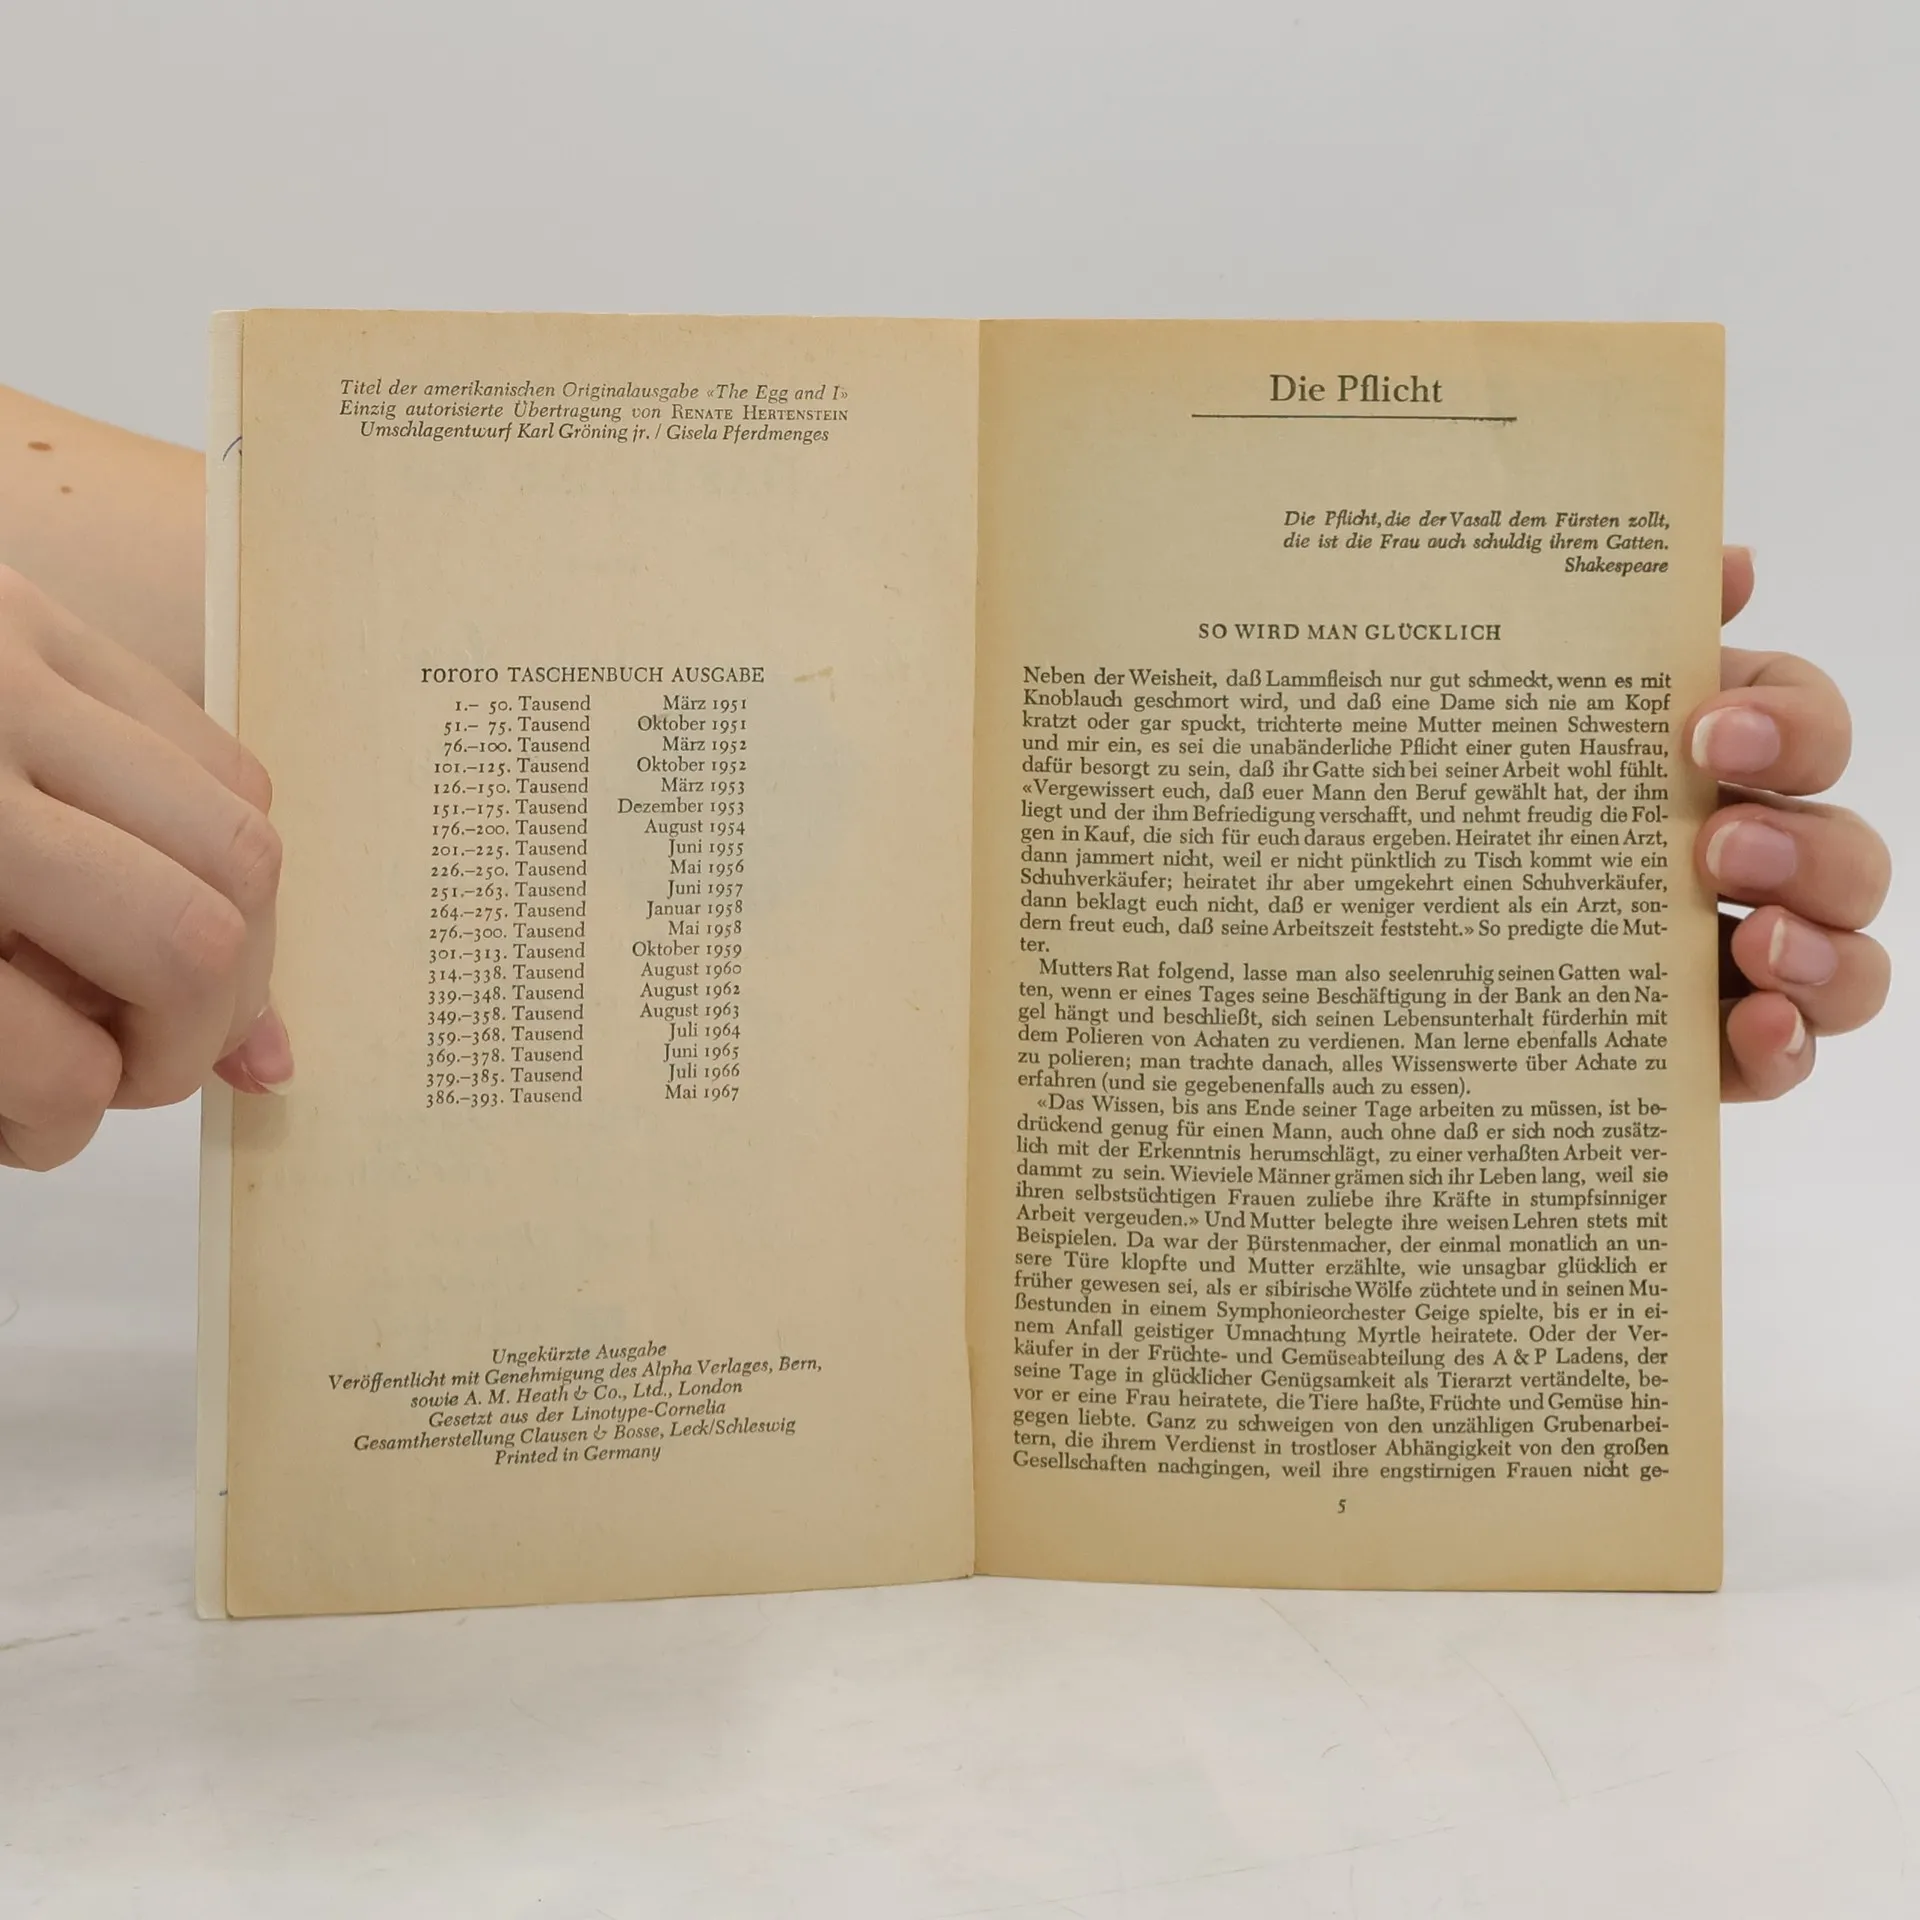 Titel der amerikanischen Originalausgabe «The Egg and I»
Einzig autorisierte Übertragung von RENATE HERTENSTEIN
Umschlagentwurf Karl Gröning jr. / Gisela Pferdmenges
rororo TASCHENBUCH AUSGABE
1.– 50. Tausend März 1951
51.– 75. Tausend Oktober 1951
76.–100. Tausend März 1952
101.–125. Tausend Oktober 1952
126.–150. Tausend März 1953
151.–175. Tausend Dezember 1953
176.–200. Tausend August 1954
201.–225. Tausend Juni 1955
226.–250. Tausend Mai 1956
251.–263. Tausend Juni 1957
264.–275. Tausend Januar 1958
276.–300. Tausend Mai 1958
301.–313. Tausend Oktober 1959
314.–338. Tausend August 1960
339.–348. Tausend August 1962
349.–358. Tausend August 1963
359.–368. Tausend Juli 1964
369.–378. Tausend Juni 1965
379.–385. Tausend Juli 1966
386.–393. Tausend Mai 1967
Ungekürzte Ausgabe
Veröffentlicht mit Genehmigung des Alpha Verlages, Bern,
sowie A. M. Heath & Co., Ltd., London
Gesetzt aus der Linotype-Cornelia
Gesamtherstellung Clausen & Bosse, Leck/Schleswig
Printed in Germany
Die Pflicht
Die Pflicht, die der Vasall dem Fürsten zollt,
die ist die Frau auch schuldig ihrem Gatten.
Shakespeare
SO WIRD MAN GLÜCKLICH
Neben der Weisheit, daß Lammfleisch nur gut schmeckt, wenn es mit
Knoblauch geschmort wird, und daß eine Dame sich nie am Kopf
kratzt oder gar spuckt, trichterte meine Mutter meinen Schwestern
und mir ein, es sei die unabänderliche Pflicht einer guten Hausfrau,
dafür besorgt zu sein, daß ihr Gatte sich bei seiner Arbeit wohl fühlt.
«Vergewissert euch, daß euer Mann den Beruf gewählt hat, der ihm
liegt und der ihm Befriedigung verschafft, und nehmt freudig die Fol-
gen in Kauf, die sich für euch daraus ergeben. Heiratet ihr einen Arzt,
dann jammert nicht, weil er nicht pünktlich zu Tisch kommt wie ein
Schuhverkäufer; heiratet ihr aber umgekehrt einen Schuhverkäufer,
dann beklagt euch nicht, daß er weniger verdient als ein Arzt, son-
dern freut euch, daß seine Arbeitszeit feststeht.» So predigte die Mut-
ter.
Mutters Rat folgend, lasse man also seelenruhig seinen Gatten wal-
ten, wenn er eines Tages seine Beschäftigung in der Bank an den Na-
gel hängt und beschließt, sich seinen Lebensunterhalt fürderhin mit
dem Polieren von Achaten zu verdienen. Man lerne ebenfalls Achate
zu polieren; man trachte danach, alles Wissenswerte über Achate zu
erfahren (und sie gegebenenfalls auch zu essen).
«Das Wissen, bis ans Ende seiner Tage arbeiten zu müssen, ist be-
drückend genug für einen Mann, auch ohne daß er sich noch zusätz-
lich mit der Erkenntnis herumschlägt, zu einer verhaßten Arbeit ver-
dammt zu sein. Wieviele Männer grämen sich ihr Leben lang, weil sie
ihren selbstsüchtigen Frauen zuliebe ihre Kräfte in stumpfsinniger
Arbeit vergeuden.» Und Mutter belegte ihre weisen Lehren stets mit
Beispielen. Da war der Bürstenmacher, der einmal monatlich an un-
sere Türe klopfte und Mutter erzählte, wie unsagbar glücklich er
früher gewesen sei, als er sibirische Wölfe züchtete und in seinen Mu-
ßestunden in einem Symphonieorchester Geige spielte, bis er in ei-
nem Anfall geistiger Umnachtung Myrtle heiratete. Oder der Ver-
käufer in der Früchte- und Gemüseabteilung des A & P Ladens, der
seine Tage in glücklicher Genügsamkeit als Tierarzt vertändelte, be-
vor er eine Frau heiratete, die Tiere haßte, Früchte und Gemüse hin-
gegen liebte. Ganz zu schweigen von den unzähligen Grubenarbei-
tern, die ihrem Verdienst in trostloser Abhängigkeit von den großen
Gesellschaften nachgingen, weil ihre engstirnigen Frauen nicht ge-
5